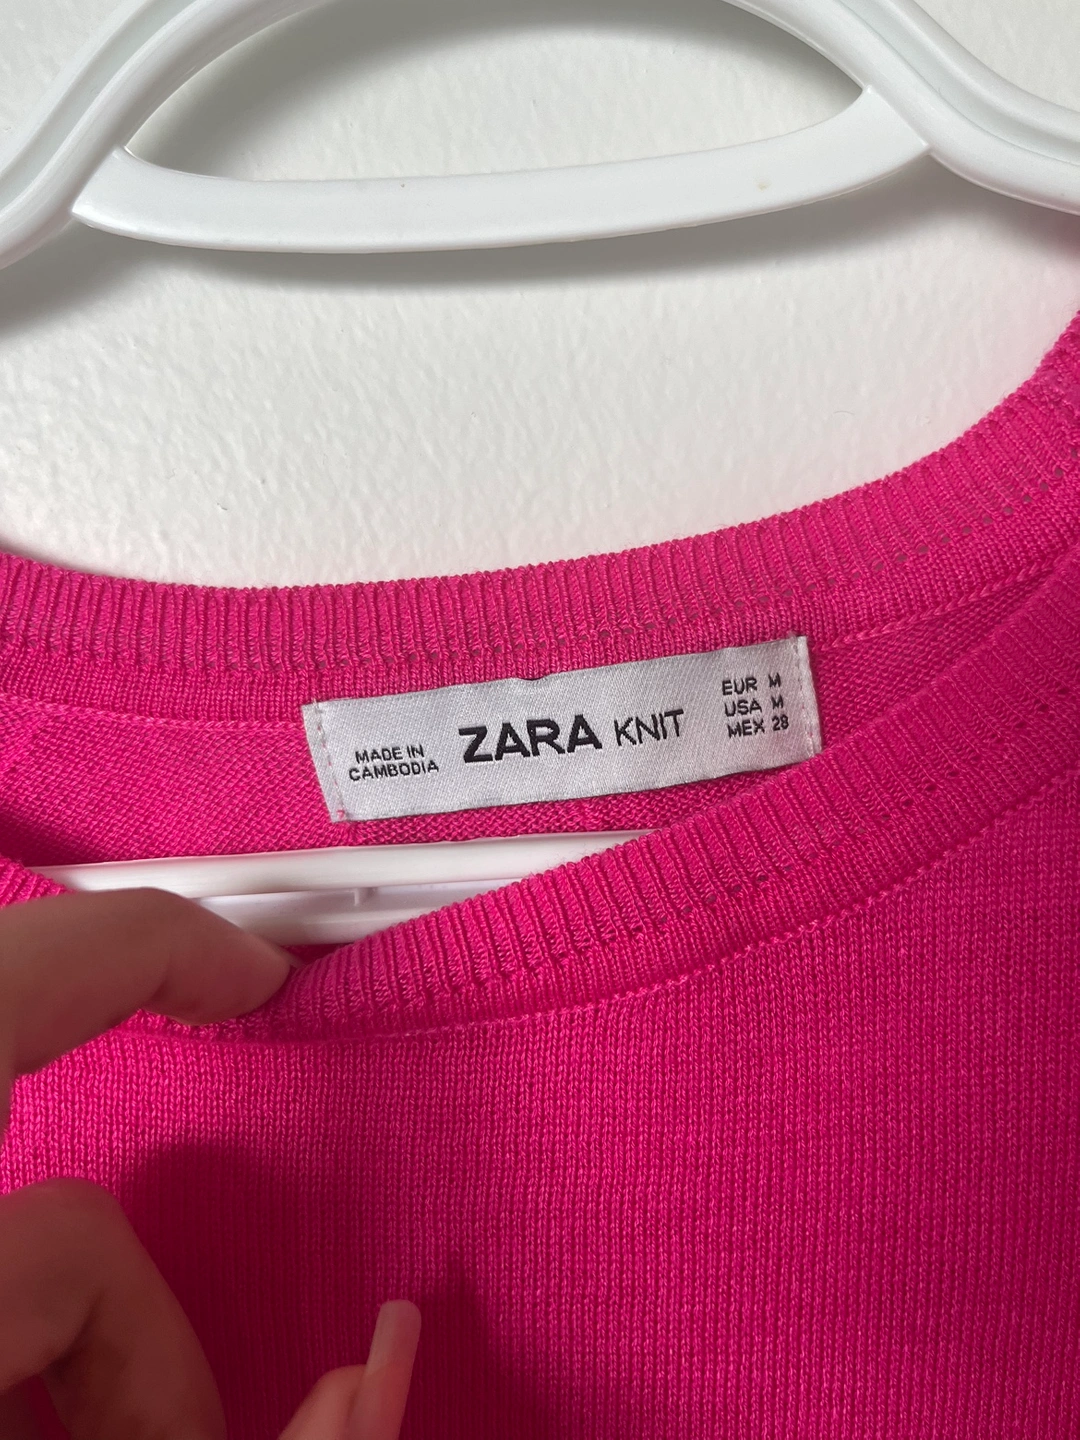 MADE IN
CAMBODIA
ZARA KNIT
EUR M
USA M
MEX 28